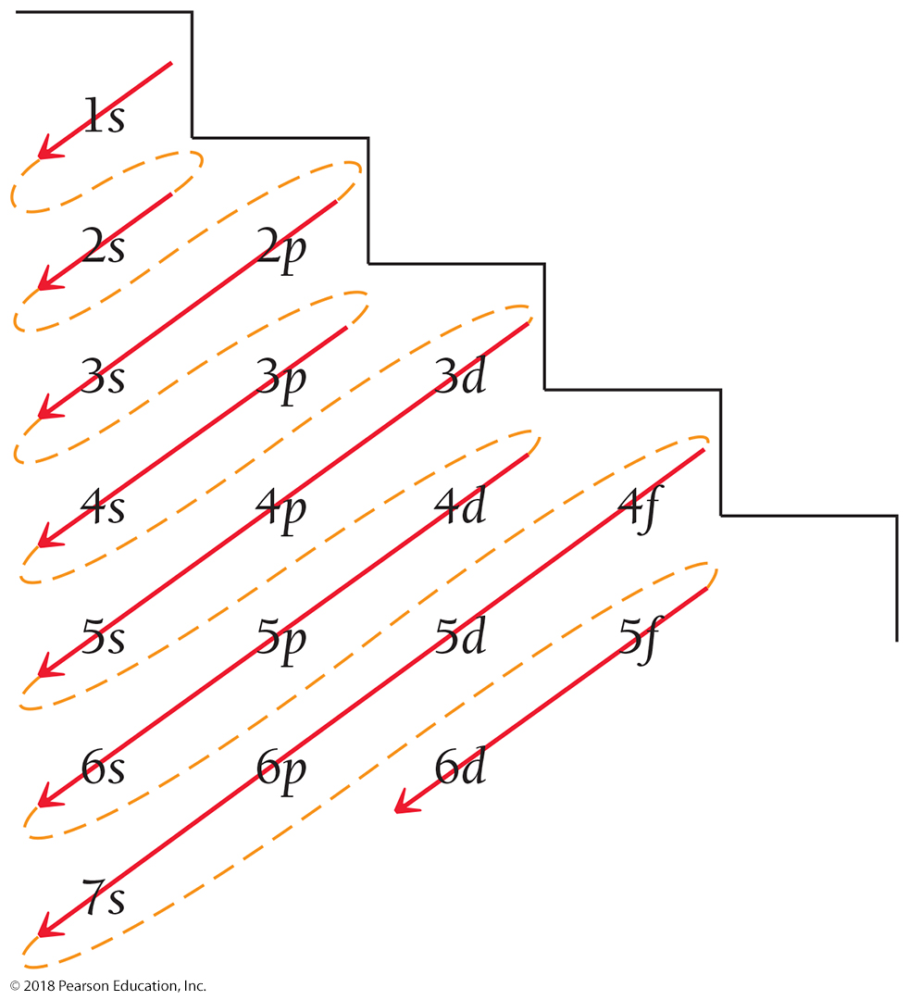 1s
2s 2p
3s 3p 3d
4s 4p 4d 4f
5s 5p 5d 5f
6s 6p 6d
7s
© 2018 Pearson Education, Inc.